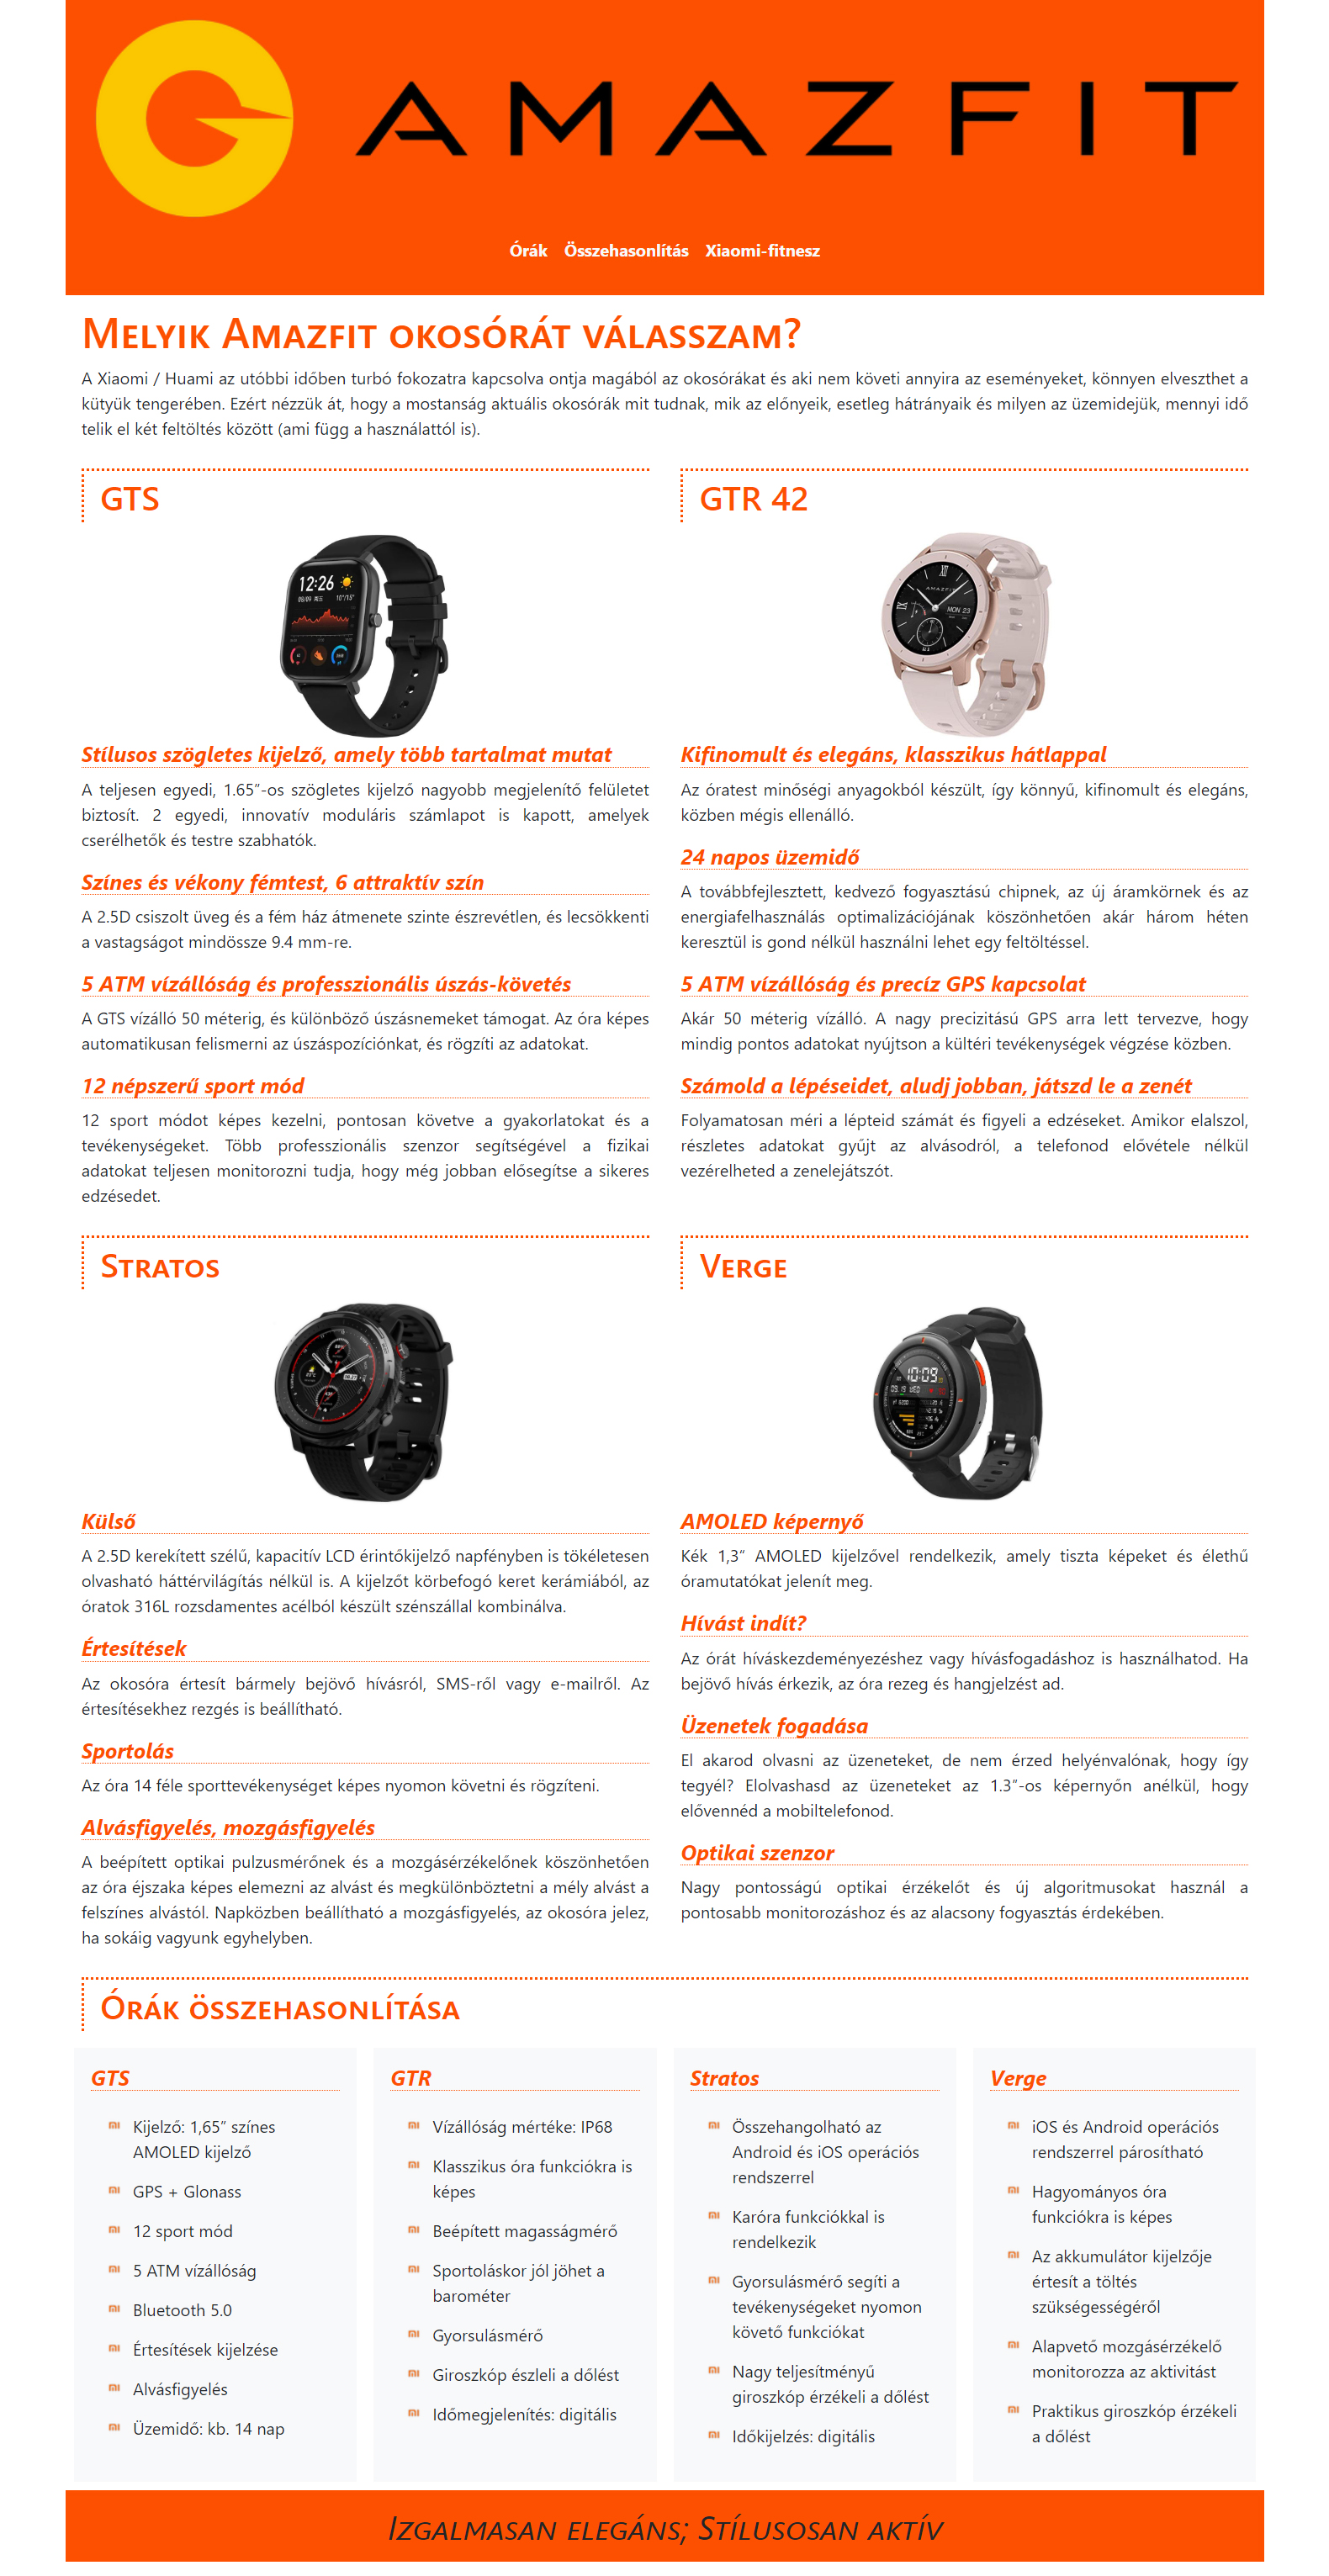 AMAZFIT
Órák Összehasonlítás Xiaomi-fitnesz
Melyik Amazfit okosórát válasszam?
A Xiaomi / Huami az utóbbi időben turbó fokozatra kapcsolva ontja magából az okosórákat és aki nem követi annyira az eseményeket, könnyen elveszthet a
kütyük tengerében. Ezért nézzük át, hogy a mostanság aktuális okosórák mit tudnak, mik az előnyeik, esetleg hátrányaik és milyen az üzemidejük, mennyi idő
telik el két feltöltés között (ami függ a használattól is).
GTS
12:26
Stílusos szögletes kijelző, amely több tartalmat mutat
A teljesen egyedi, 1.65”-os szögletes kijelző nagyobb megjelenítő felületet
biztosít. 2 egyedi, innovatív moduláris számlapot is kapott, amelyek
cserélhetők és testre szabhatók.
Színes és vékony fémtest, 6 attraktív szín
A 2.5D csiszolt üveg és a fém ház átmenete szinte észrevétlen, és lecsökkenti
a vastagságot mindössze 9.4 mm-re.
5 ATM vízállóság és professzionális úszás-követés
A GTS vízálló 50 méterig, és különböző úszásnemeket támogat. Az óra képes
automatikusan felismerni az úszáspozíciónkat, és rögzíti az adatokat.
12 népszerű sport mód
12 sport módot képes kezelni, pontosan követve a gyakorlatokat és a
tevékenységeket. Több professzionális szenzor segítségével a fizikai
adatokat teljesen monitorozni tudja, hogy még jobban elősegítse a sikeres
edzésedet.
GTR 42
AMAZFIT
MON 23
Kifinomult és elegáns, klasszikus hátlappal
Az óratest minőségi anyagokból készült, így könnyű, kifinomult és elegáns,
közben mégis ellenálló.
24 napos üzemidő
A továbbfejlesztett, kedvező fogyasztású chipnek, az új áramkörnek és az
energiafelhasználás optimalizációjának köszönhetően akár három héten
keresztül is gond nélkül használni lehet egy feltöltéssel.
5 ATM vízállóság és precíz GPS kapcsolat
Akár 50 méterig vízálló. A nagy precizitású GPS arra lett tervezve, hogy
mindig pontos adatokat nyújtson a kültéri tevékenységek végzése közben.
Számold a lépéseidet, aludj jobban, játszd le a zenét
Folyamatosan méri a lépteid számát és figyeli a edzéseket. Amikor elalszol,
részletes adatokat gyűjt az alvásodról, a telefonod elővétele nélkül
vezérelheted a zenelejátszót.
Stratos
Külső
A 2.5D kerekített szélű, kapacitív LCD érintőkijelző napfényben is tökéletesen
olvasható háttérvilágítás nélkül is. A kijelzőt körbefogó keret kerámiából, az
óratok 316L rozsdamentes acélból készült szénszállal kombinálva.
Értesítések
Az okosóra értesít bármely bejövő hívásról, SMS-ről vagy e-mailről. Az
értesítésekhez rezgés is beállítható.
Sportolás
Az óra 14 féle sporttevékenységet képes nyomon követni és rögzíteni.
Alvásfigyelés, mozgásfigyelés
A beépített optikai pulzusmérőnek és a mozgásérzékelőnek köszönhetően
az óra éjszaka képes elemezni az alvást és megkülönböztetni a mély alvást a
felszínes alvástól. Napközben beállítható a mozgásfigyelés, az okosóra jelez,
ha sokáig vagyunk egyhelyben.
Verge
10:09
AMOLED képernyő
Kék 1,3“ AMOLED kijelzővel rendelkezik, amely tiszta képeket és élethű
óramutatókat jelenít meg.
Hívást indít?
Az órát híváskezdeményezéshez vagy hívásfogadáshoz is használhatod. Ha
bejövő hívás érkezik, az óra rezeg és hangjelzést ad.
Üzenetek fogadása
El akarod olvasni az üzeneteket, de nem érzed helyénvalónak, hogy így
tegyél? Elolvashasd az üzeneteket az 1.3”-os képernyőn anélkül, hogy
elővennéd a mobiltelefonod.
Optikai szenzor
Nagy pontosságú optikai érzékelőt és új algoritmusokat használ a
pontosabb monitorozáshoz és az alacsony fogyasztás érdekében.
Órák összehasonlítása
GTS
Kijelző: 1,65” színes
AMOLED kijelző
GPS + Glonass
12 sport mód
5 ATM vízállóság
Bluetooth 5.0
Értesítések kijelzése
Alvásfigyelés
Üzemidő: kb. 14 nap
GTR
Vízállóság mértéke: IP68
Klasszikus óra funkciókra is
képes
Beépített magasságmérő
Sportoláskor jól jöhet a
barométer
Gyorsulásmérő
Giroszkóp észleli a dőlést
Időmegjelenítés: digitális
Stratos
Összehangolható az
Android és iOS operációs
rendszerrel
Karóra funkciókkal is
rendelkezik
Gyorsulásmérő segíti a
tevékenységeket nyomon
követő funkciókat
Nagy teljesítményű
giroszkóp érzékeli a dőlést
Időkijelzés: digitális
Verge
iOS és Android operációs
rendszerrel párosítható
Hagyományos óra
funkciókra is képes
Az akkumulátor kijelzője
értesít a töltés
szükségességéről
Alapvető mozgásérzékelő
monitorozza az aktivitást
Praktikus giroszkóp érzékeli
a dőlést
Izgalmasan elegáns; Stílusosan aktív